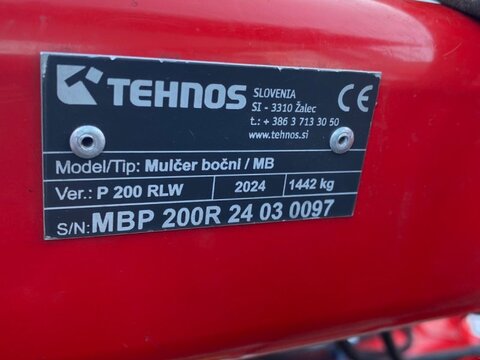 TEHNOS
SLOVENIA
SI - 3310 Žalec
t.: + 386 3 713 30 50
www.tehnos.si
CE
Model/Tip: Mulčer bočni / MB
Ver.: P 200 RLW 2024 1442 kg
S/N: MBP 200R 24 03 0097